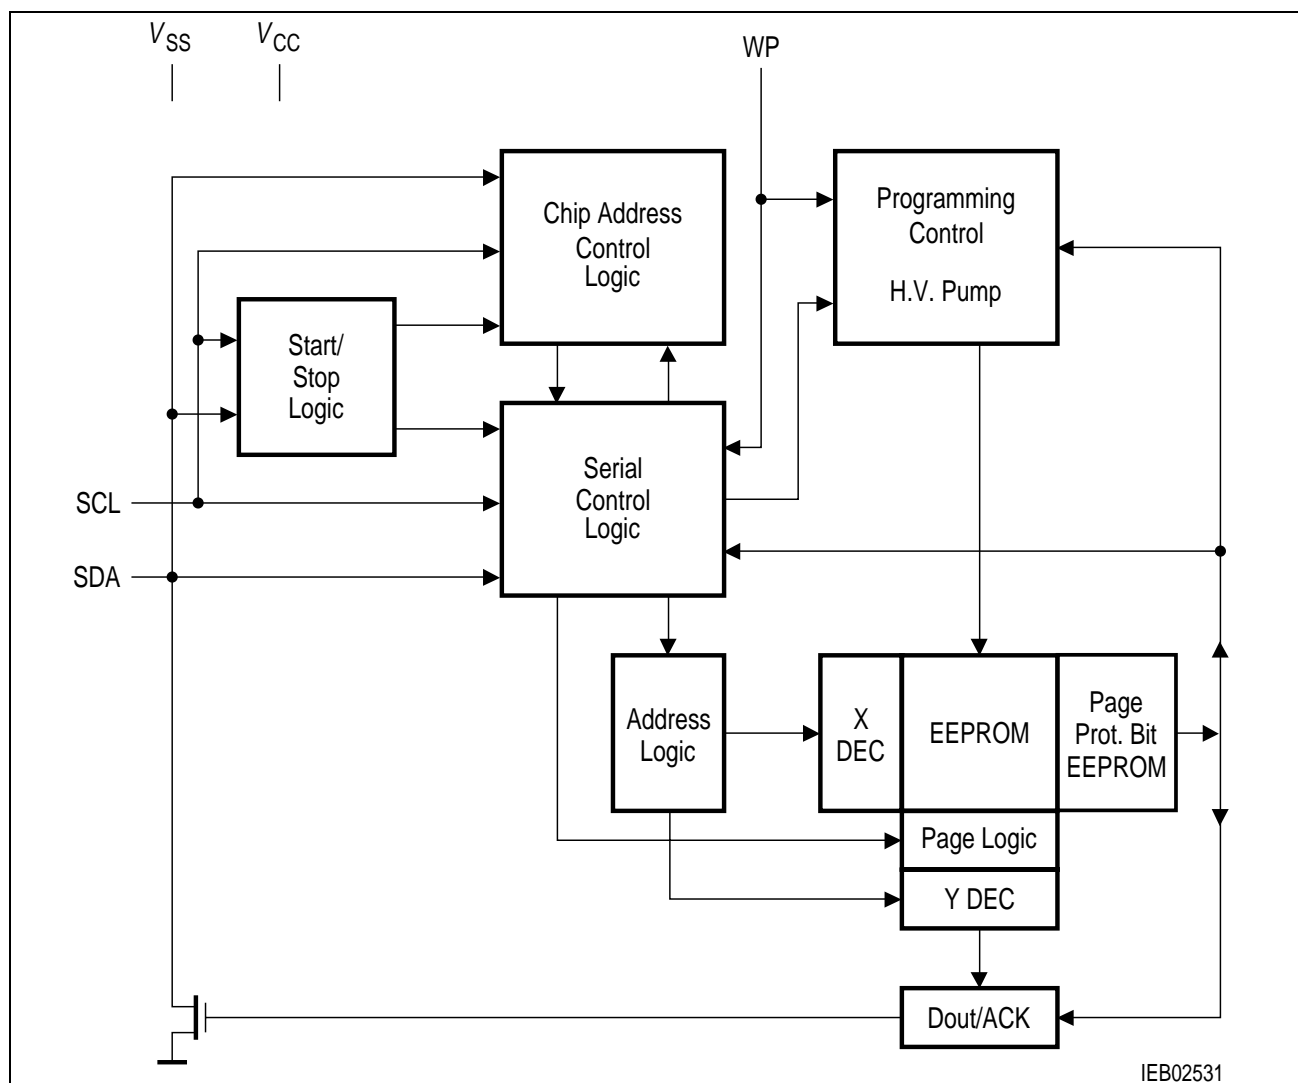 VSS
VCC
WP
Chip Address
Control
Logic
Programming
Control
H.V. Pump
Start/
Stop
Logic
Serial
Control
Logic
SCL
SDA
Address
Logic
X
DEC
EEPROM
Page
Prot. Bit
EEPROM
Page Logic
Y DEC
Dout/ACK
IEB02531